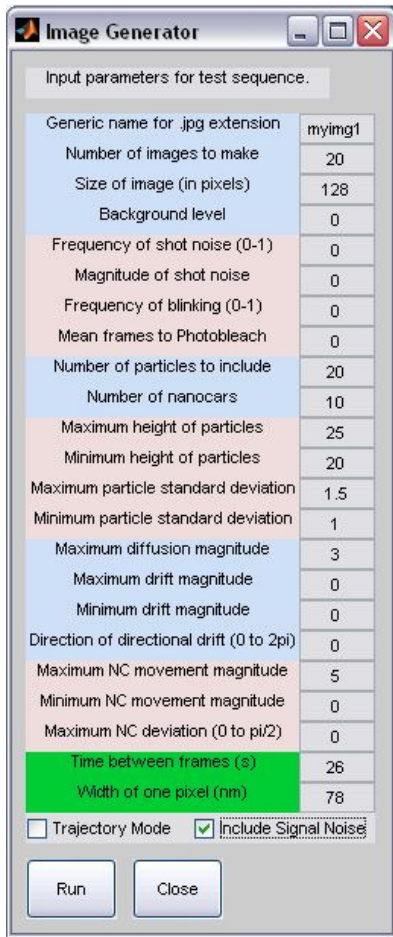 Image Generator
Input parameters for test sequence.
Generic name for .jpg extension myimg1
Number of images to make 20
Size of image (in pixels) 128
Background level 0
Frequency of shot noise (0-1) 0
Magnitude of shot noise 0
Frequency of blinking (0-1) 0
Mean frames to Photobleach 0
Number of particles to include 20
Number of nanocars 10
Maximum height of particles 25
Minimum height of particles 20
Maximum particle standard deviation 1.5
Minimum particle standard deviation 1
Maximum diffusion magnitude 3
Maximum drift magnitude 0
Minimum drift magnitude 0
Direction of directional drift (0 to 2pi) 0
Maximum NC movement magnitude 5
Minimum NC movement magnitude 0
Maximum NC deviation (0 to pi/2) 0
Time between frames (s) 26
Width of one pixel (nm) 78
Trajectory Mode Include Signal Noise
Run Close